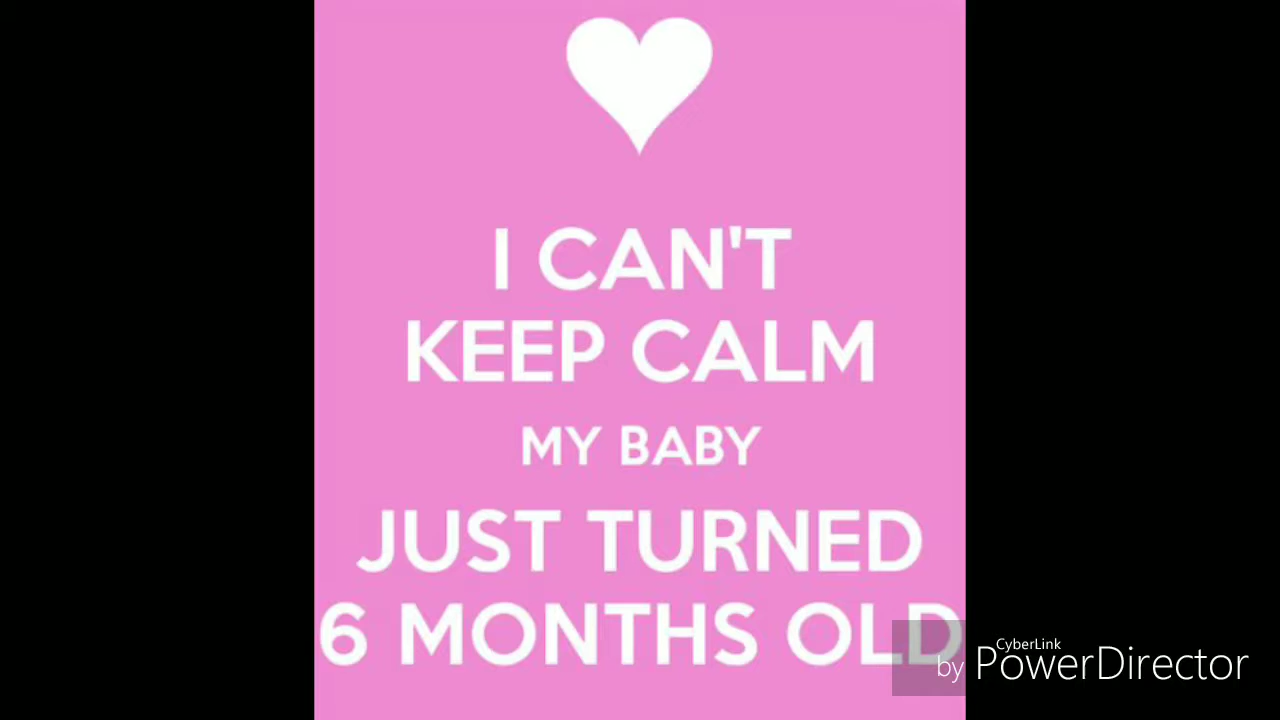 I CAN'T
KEEP CALM
MY BABY
JUST TURNED
6 MONTHS OLD
CyberLink
by PowerDirector